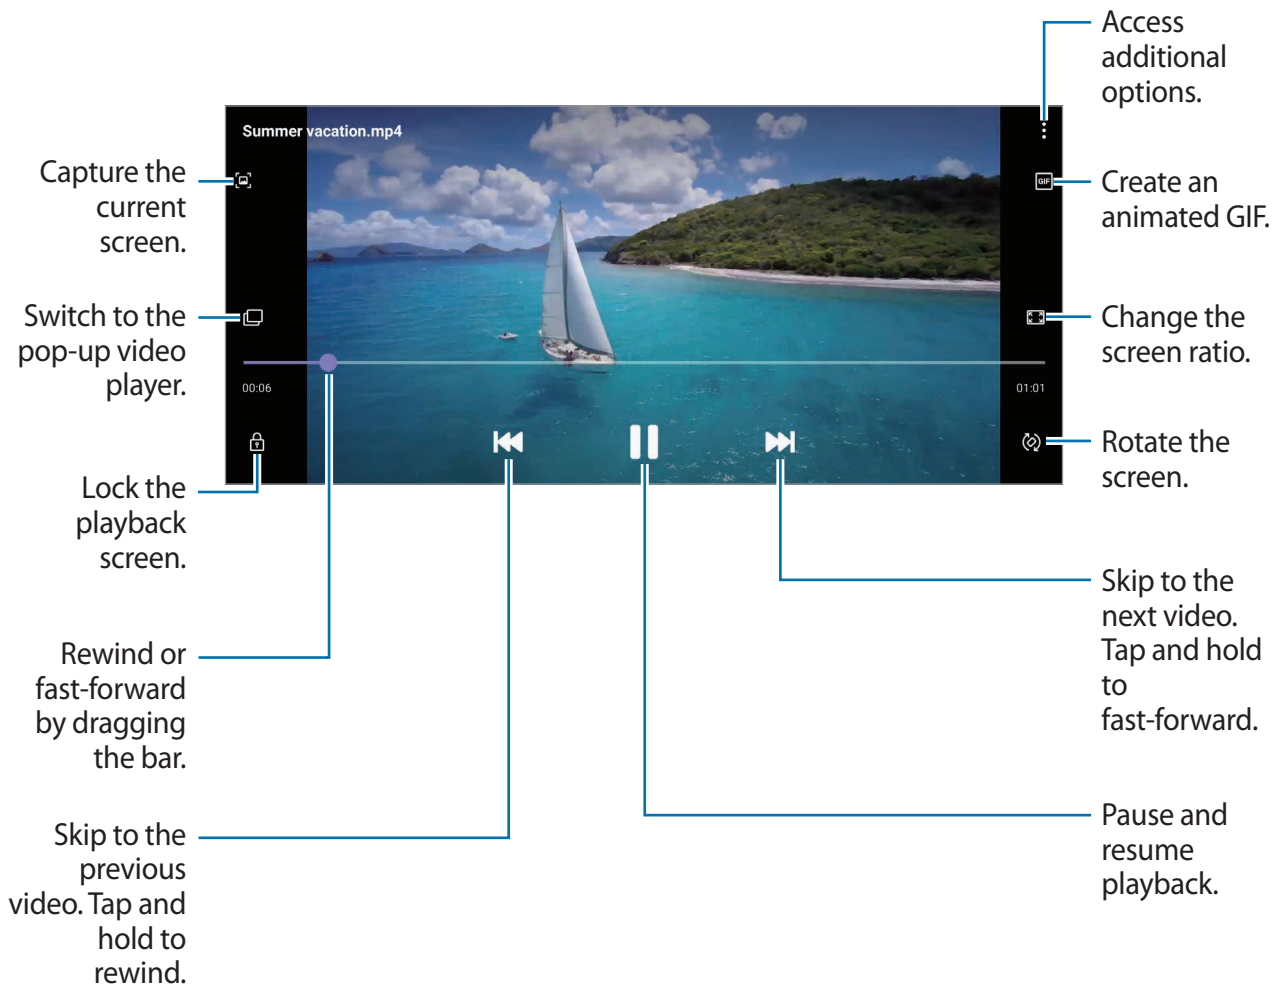 Access
additional
options.
Summer vacation.mp4
Capture the
current
screen.
GIF
Create an
animated GIF.
Switch to the
pop-up video
player.
Change the
screen ratio.
00:06
01:01
Lock the
playback
screen.
Rotate the
screen.
Rewind or
fast-forward
by dragging
the bar.
Skip to the
next video.
Tap and hold
to
fast-forward.
Skip to the
previous
video. Tap and
hold to
rewind.
Pause and
resume
playback.